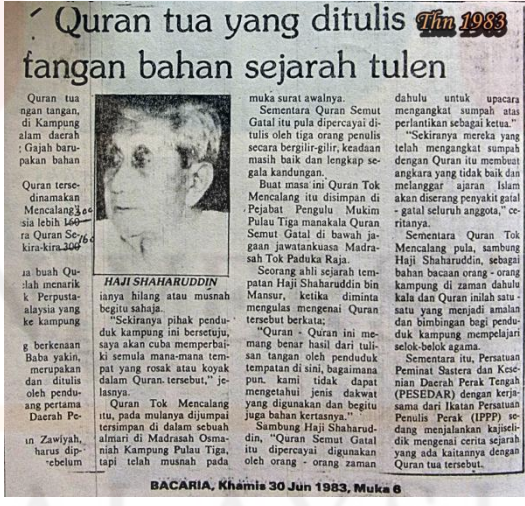 Quran tua yang ditulis
Thn 1983
tangan bahan sejarah tulen
Quran tua
ngan tangan,
di Kampung
alam daerah
Gajah baru-
pakan bahan
Quran terse-
dinamakan
Mencalang
300
sia lebih 160
ra Quran Se-
160
kira-kira 300
ia buah Qu-
lah menarik
k Perpusta-
alaysia yang
ke kampung
g berkenaan
Baba yakin,
merupakan
dan ditulis
oleh pendu-
ang pertama
Daerah Pe-
ın Zawiyah,
harus dip-
rebelum
HAJI SHAHARUDDIN
ianya hilang atau musnah
begitu sahaja.
"Sekiranya pihak pendu-
duk kampung ini bersetuju,
saya akan cuba memperbai-
ki semula mana-mana tem-
pat yang rosak atau koyak
dalam Quran tersebut," je-
lasnya.
Quran Tok Mencalang
itu, pada mulanya dijumpai
tersimpan di dalam sebuah
almari di Madrasah Osma-
niah Kampung Pulau Tiga,
tapi telah musnah pada
muka surat awalnya.
Sementara Quran Semut
Gatal itu pula dipercayai di-
tulis oleh tiga orang penulis
secara bergilir-gilir, keadaan
masih baik dan lengkap se-
gala kandungan.
Buat masa ini Quran Tok
Mencalang itu disimpan di
Pejabat Pengulu Mukim
Pulau Tiga manakala Quran
Semut Gatal di bawah ja-
gaan jawatankuasa Madra-
sah Tok Paduka Raja.
Seorang ahli sejarah tem-
patan Haji Shaharuddin bin
Mansur, ketika diminta
mengulas mengenai Quran
tersebut berkata;
"Quran - Quran ini me-
mang benar hasil dari tuli-
san tangan oleh penduduk
tempatan di sini, bagaimana
pun, kami tidak dapat
mengetahui jenis dakwat
yang digunakan dan begitu
juga bahan kertasnya."
Sambung Haji Shaharud-
din, "Quran Semut Gatal
itu dipercayai digunakan
oleh orang - orang zaman
dahulu untuk upacara
mengangkat sumpah atas
perlantikan sebagai ketua."
"Sekiranya mereka yang
telah mengangkat sumpah
dengan Quran itu membuat
angkara yang tidak baik dan
melanggar ajaran Islam
akan diserang penyakit gatal
- gatal seluruh anggota," ce-
ritanya.
Sementara Quran Tok
Mencalang pula, sambung
Haji Shaharuddin, sebagai
bahan bacaan orang - orang
kampung di zaman dahulu
kala dan Quran inilah satu-
satu yang menjadi amalan
dan bimbingan bagi pendu-
duk kampung mempelajari
selok-belok agama.
Sementara itu, Persatuan
Peminat Sastera dan Kese-
nian Daerah Perak Tengah
(PESEDAR) dengan kerja-
sama dari Ikatan Persatuan
Penulis Perak (IPPP) se-
dang menjalankan kajiseli-
dik mengenai cerita sejarah
yang ada kaitannya dengan
Quran tua tersebut.
BACARIA, Khamis 30 Jun 1983, Muka 6